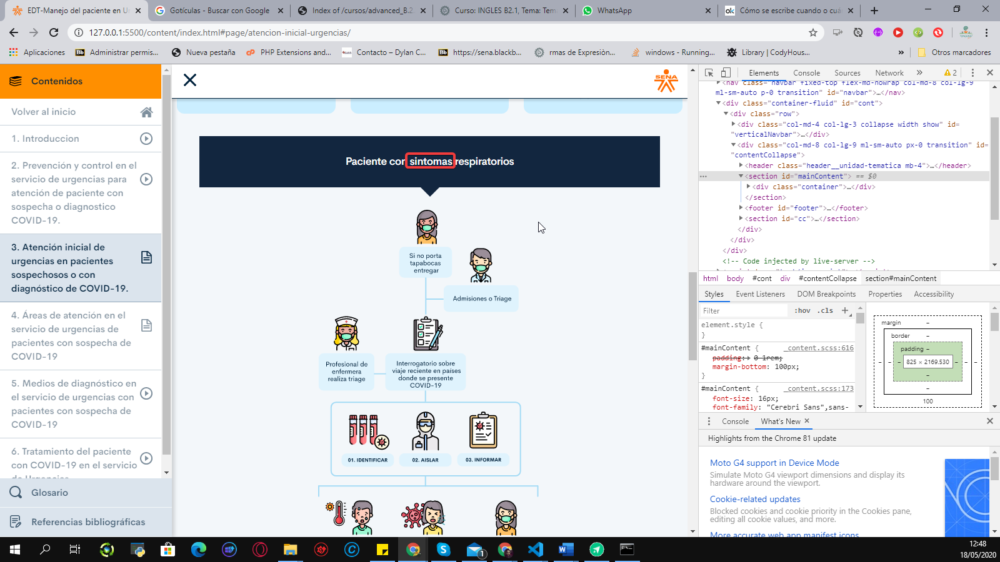 EDT-Manejo del paciente en Ur
Gotículas - Buscar con Google
Index of /cursos/advanced_B.2
Curso: INGLES B2.1, Tema: Tem
WhatsApp
Cómo se escribe cuando o cuá
127.0.0.1:5500/content/index.html#page/atencion-inicial-urgencias/
Aplicaciones
Administrar permis...
Nueva pestaña
PHP Extensions and...
Contacto – Dylan C...
https://sena.blackb...
rmas de Expresiòn...
windows - Running...
Library | CodyHous...
»
Otros marcadores
Contenidos
Volver al inicio
1. Introduccion
2. Prevención y control en el
servicio de urgencias para
atención de paciente con
sospecha o diagnostico
COVID-19.
3. Atención inicial de
urgencias en pacientes
sospechosos o con
diagnóstico de COVID-19.
4. Áreas de atención en el
servicio de urgencias de
pacientes con sospecha de
COVID-19
5. Medios de diagnóstico en
el servicio de urgencias con
pacientes con sospecha de
COVID-19
6. Tratamiento del paciente
con COVID-19 en el servicio
de Urgencias
Glosario
Referencias bibliográficas
SENA
Paciente con sintomas respiratorios
Si no porta
tapabocas
entregar
Admisiones o Triage
Profesional de
enfermera
realiza triage
Interrogatorio sobre
viaje reciente en países
donde se presente
COVID-19
01. IDENTIFICAR
02. AISLAR
03. INFORMAR
Elements
Console
Sources
Network
»
2
<nav class="navbar fixed-top flex-md-nowrap col-md-8 col-lg-9
ml-sm-auto p-0 transition" id="navbar">…</nav>
<div class="container-fluid" id="cont">
<div class="row">
<div class="col-md-4 col-lg-3 collapse width show" id=
"verticalNavbar">…</div>
<div class="col-md-8 col-lg-9 ml-sm-auto px-0 transition" id=
"contentCollapse">
<header class="header__unidad-tematica mb-4">…</header>
<section id="mainContent"> == $0
<div class="container">…</div>
</section>
<footer id="footer">…</footer>
<section id="cc">…</section>
</div>
</div>
</div>
<!-- Code injected by live-server -->
html body #cont div #contentCollapse section#mainContent
Styles
Event Listeners
DOM Breakpoints
Properties
Accessibility
Filter
:hov .cls +
element.style {
}
#mainContent { _content.scss:616
padding: 0 1rem;
margin-bottom: 100px;
}
#mainContent { _content.scss:173
font-size: 16px;
font-family: "Cerebri Sans",sans-
margin –
border –
padding –
825 × 2169.530
–
–
100
Console
What's New
Highlights from the Chrome 81 update
Moto G4 support in Device Mode
Simulate Moto G4 viewport dimensions and display its
hardware around the viewport.
Cookie-related updates
Blocked cookies and cookie priority in the Cookies pane,
editing all cookie values, and more.
More accurate web app manifest icons
12:48
18/05/2020